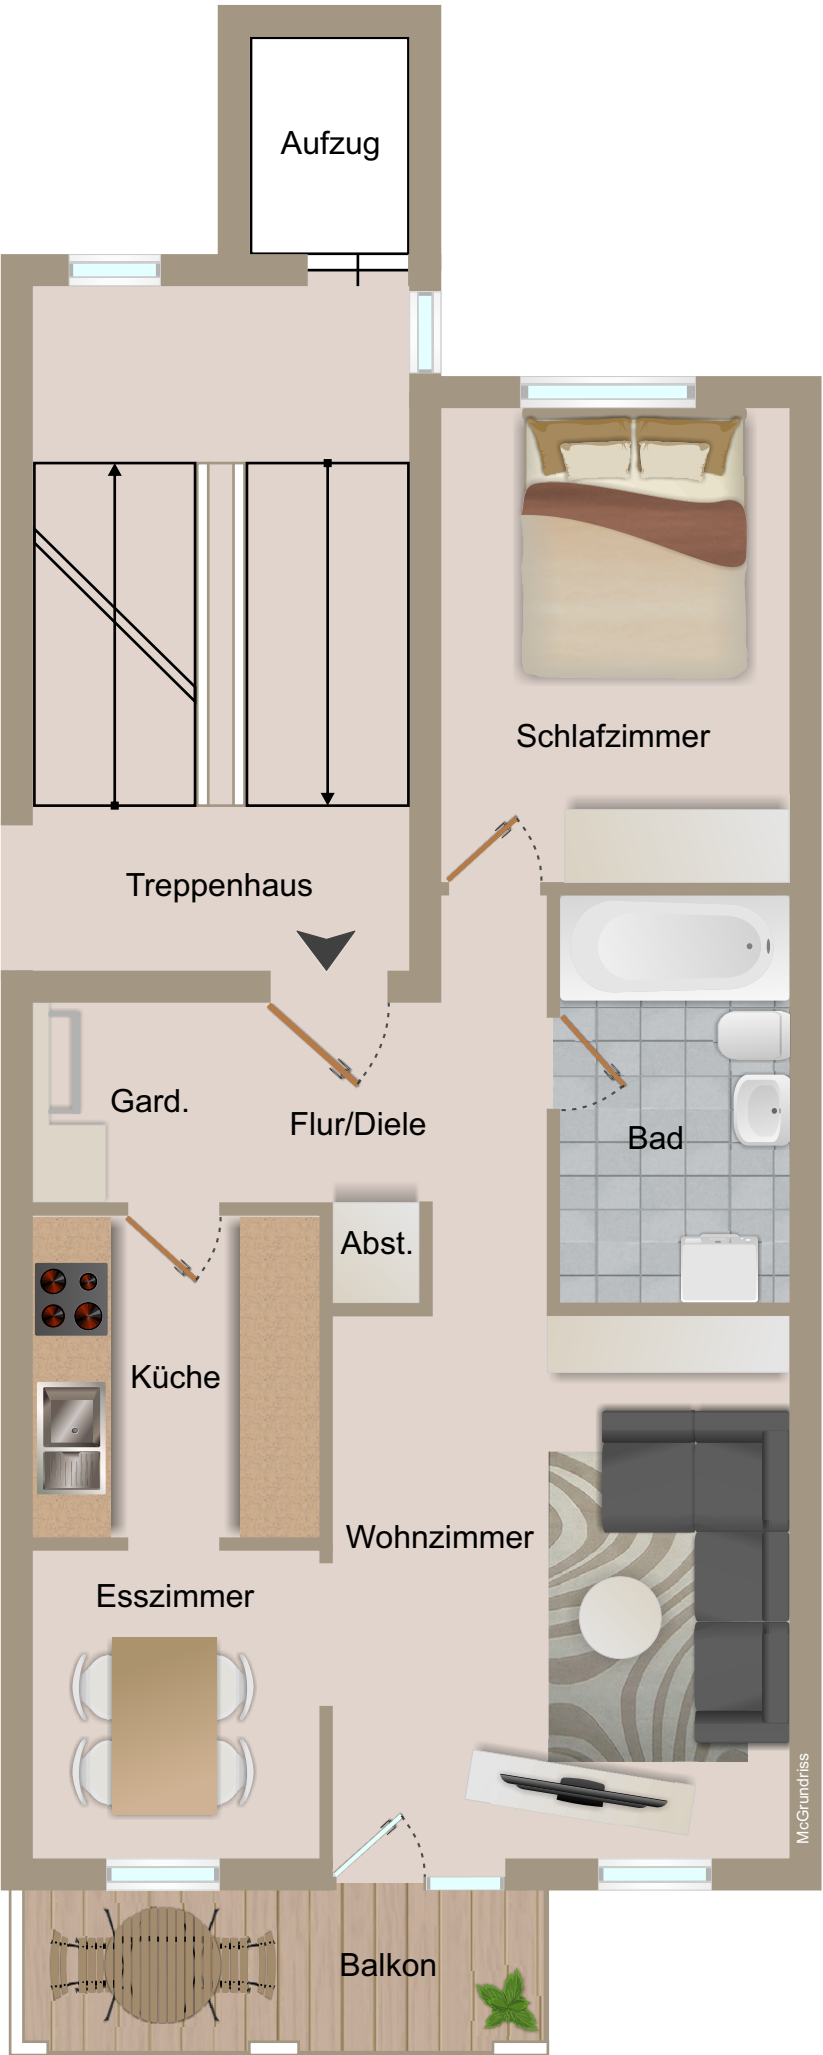 Aufzug
Schlafzimmer
Treppenhaus
Gard.
Flur/Diele
Bad
Abst.
Küche
Wohnzimmer
Esszimmer
McGrundriss
Balkon